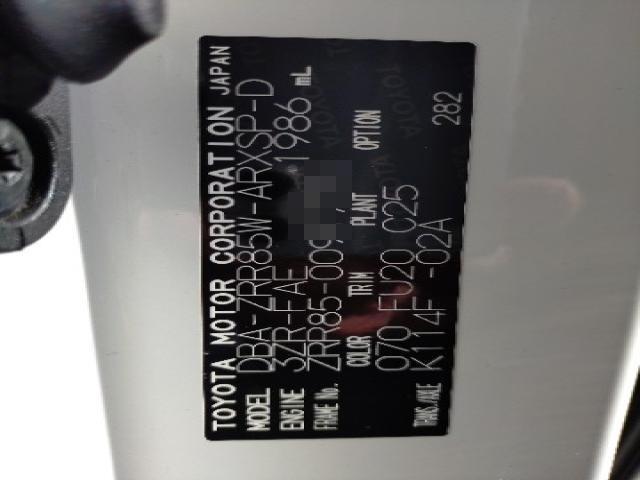 TOYOTA MOTOR CORPORATION JAPAN
MODEL DBA-ZRR85W-ARXSP-D
ENGINE 3ZR-FAE 1986 mL
FRAME No. ZRR85-009
COLOR TRIM PLANT OPTION
070 FU20 C25
TRANS./AXLE K114F -02A 282